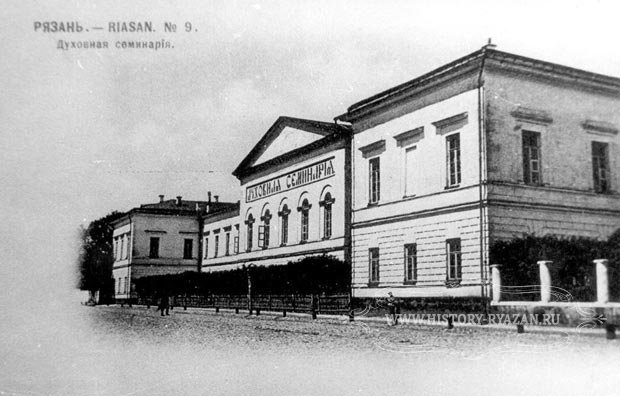 РЯЗАНЬ. — RIASAN. № 9.
Духовная семинарія.
ДУХОВНАЯ СЕМИНАРІЯ
WWW.HISTORY-RYAZAN.RU